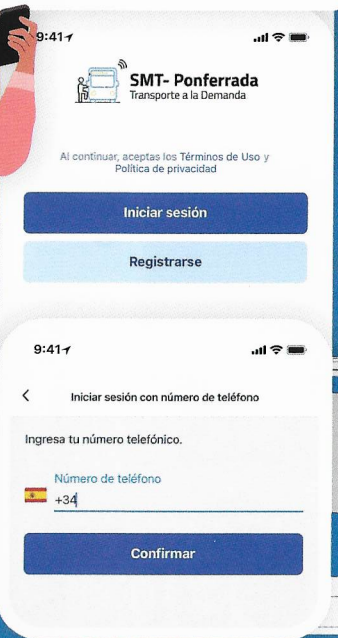 9:41
SMT- Ponferrada
Transporte a la Demanda
Al continuar, aceptas los Términos de Uso y
Política de privacidad
Iniciar sesión
Registrarse
9:41
Iniciar sesión con número de teléfono
Ingresa tu número telefónico.
Número de teléfono
+34
Confirmar